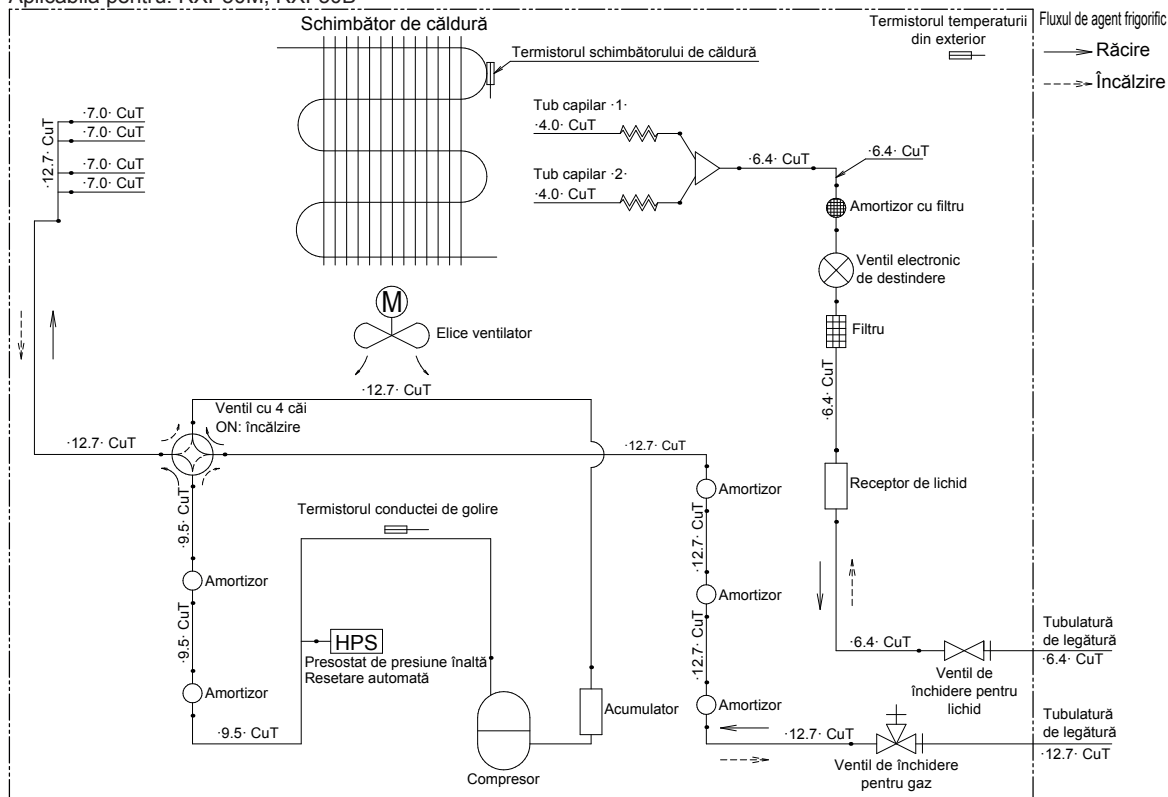 Schimbător de căldură
Termistorul temperaturii
din exterior
Fluxul de agent frigorific
Răcire
Încălzire
Termistorul schimbătorului de căldură
·7.0· CuT
·7.0· CuT
·7.0· CuT
·7.0· CuT
·12.7· CuT
Tub capilar ·1·
·4.0· CuT
Tub capilar ·2·
·4.0· CuT
·6.4· CuT
·6.4· CuT
Amortizor cu filtru
Ventil electronic
de destindere
Filtru
·6.4· CuT
M
Elice ventilator
·12.7· CuT
Ventil cu 4 căi
ON: încălzire
·12.7· CuT
·12.7· CuT
Receptor de lichid
Amortizor
·12.7· CuT
Amortizor
·12.7· CuT
Amortizor
Termistorul conductei de golire
·9.5· CuT
Amortizor
·9.5· CuT
Amortizor
·9.5· CuT
HPS
Presostat de presiune înaltă
Resetare automată
Compresor
Acumulator
·6.4· CuT
Ventil de
închidere pentru
lichid
Tubulatură
de legătură
·6.4· CuT
·12.7· CuT
Ventil de închidere
pentru gaz
Tubulatură
de legătură
·12.7· CuT